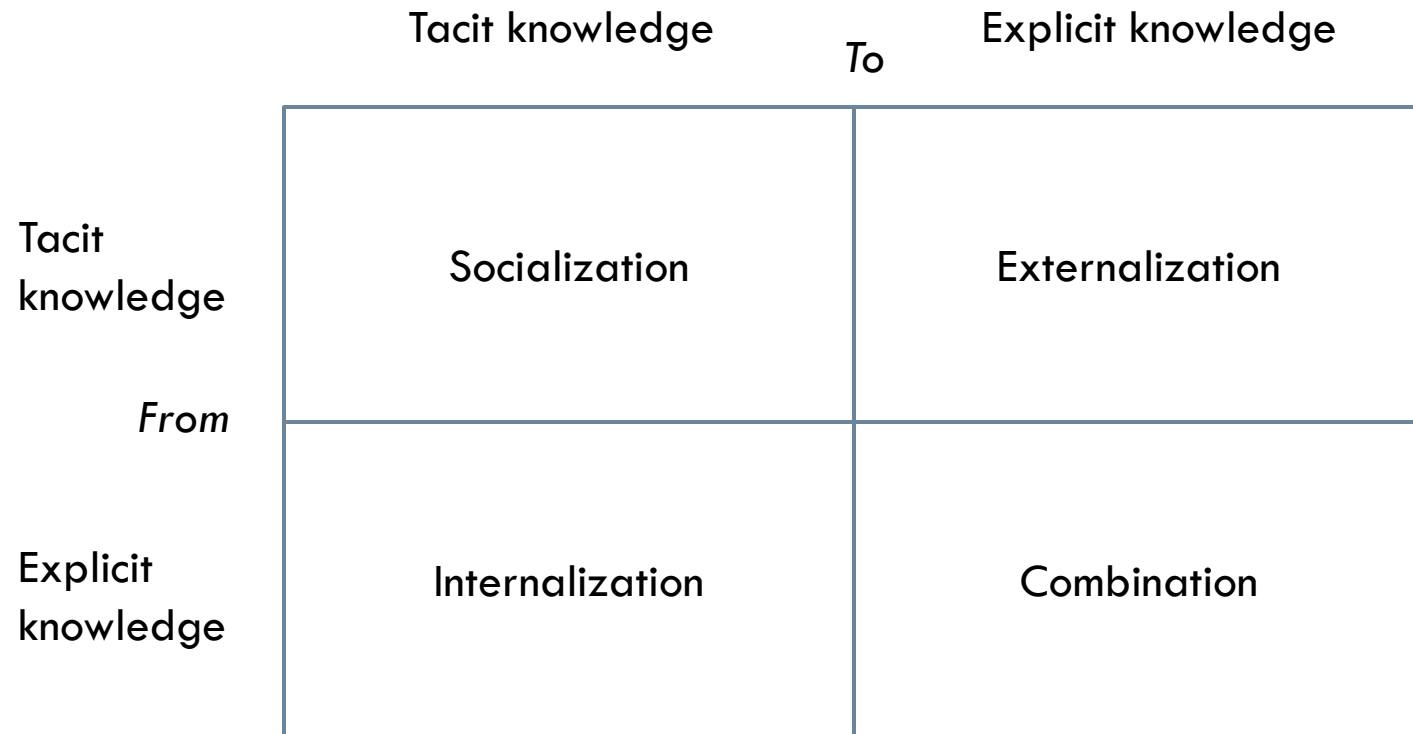 Tacit knowledge
To
Explicit knowledge
Tacit
knowledge
Socialization
Externalization
From
Explicit
knowledge
Internalization
Combination